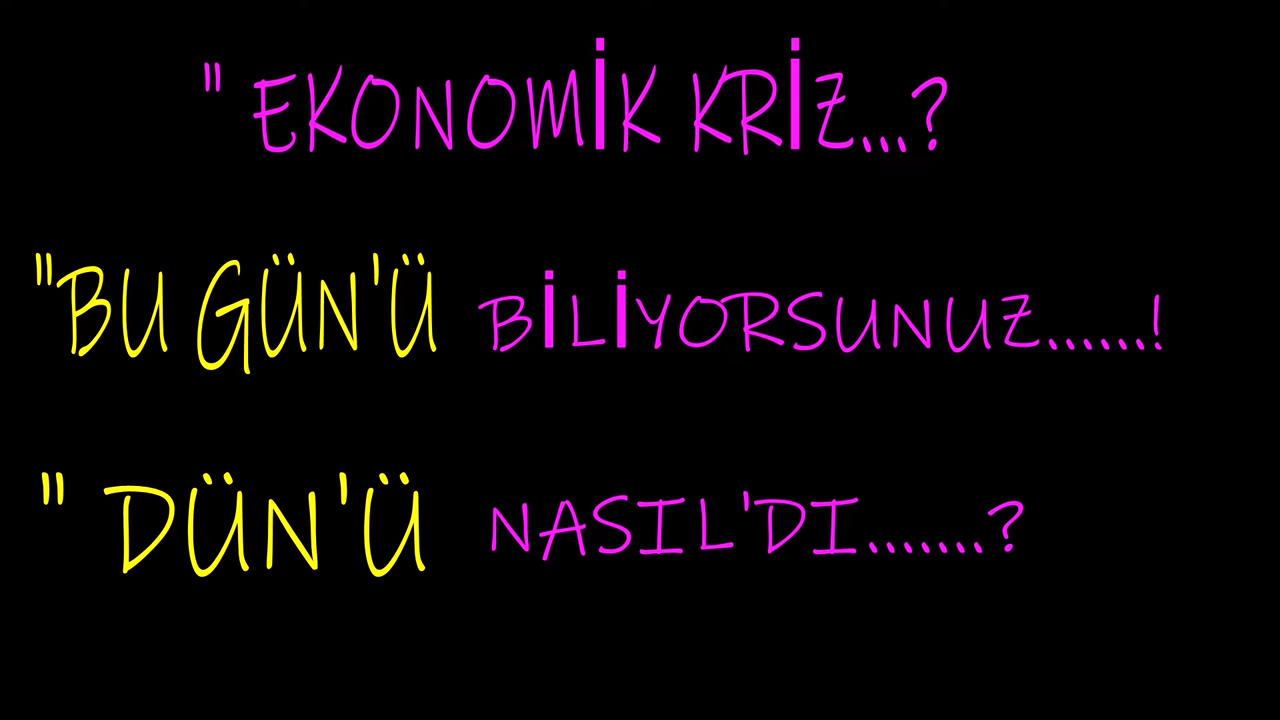 " EKONOMİK KRİZ...?
"BU GÜN'Ü BİLİYORSUNUZ......!
" DÜN'Ü NASIL'DI.......?